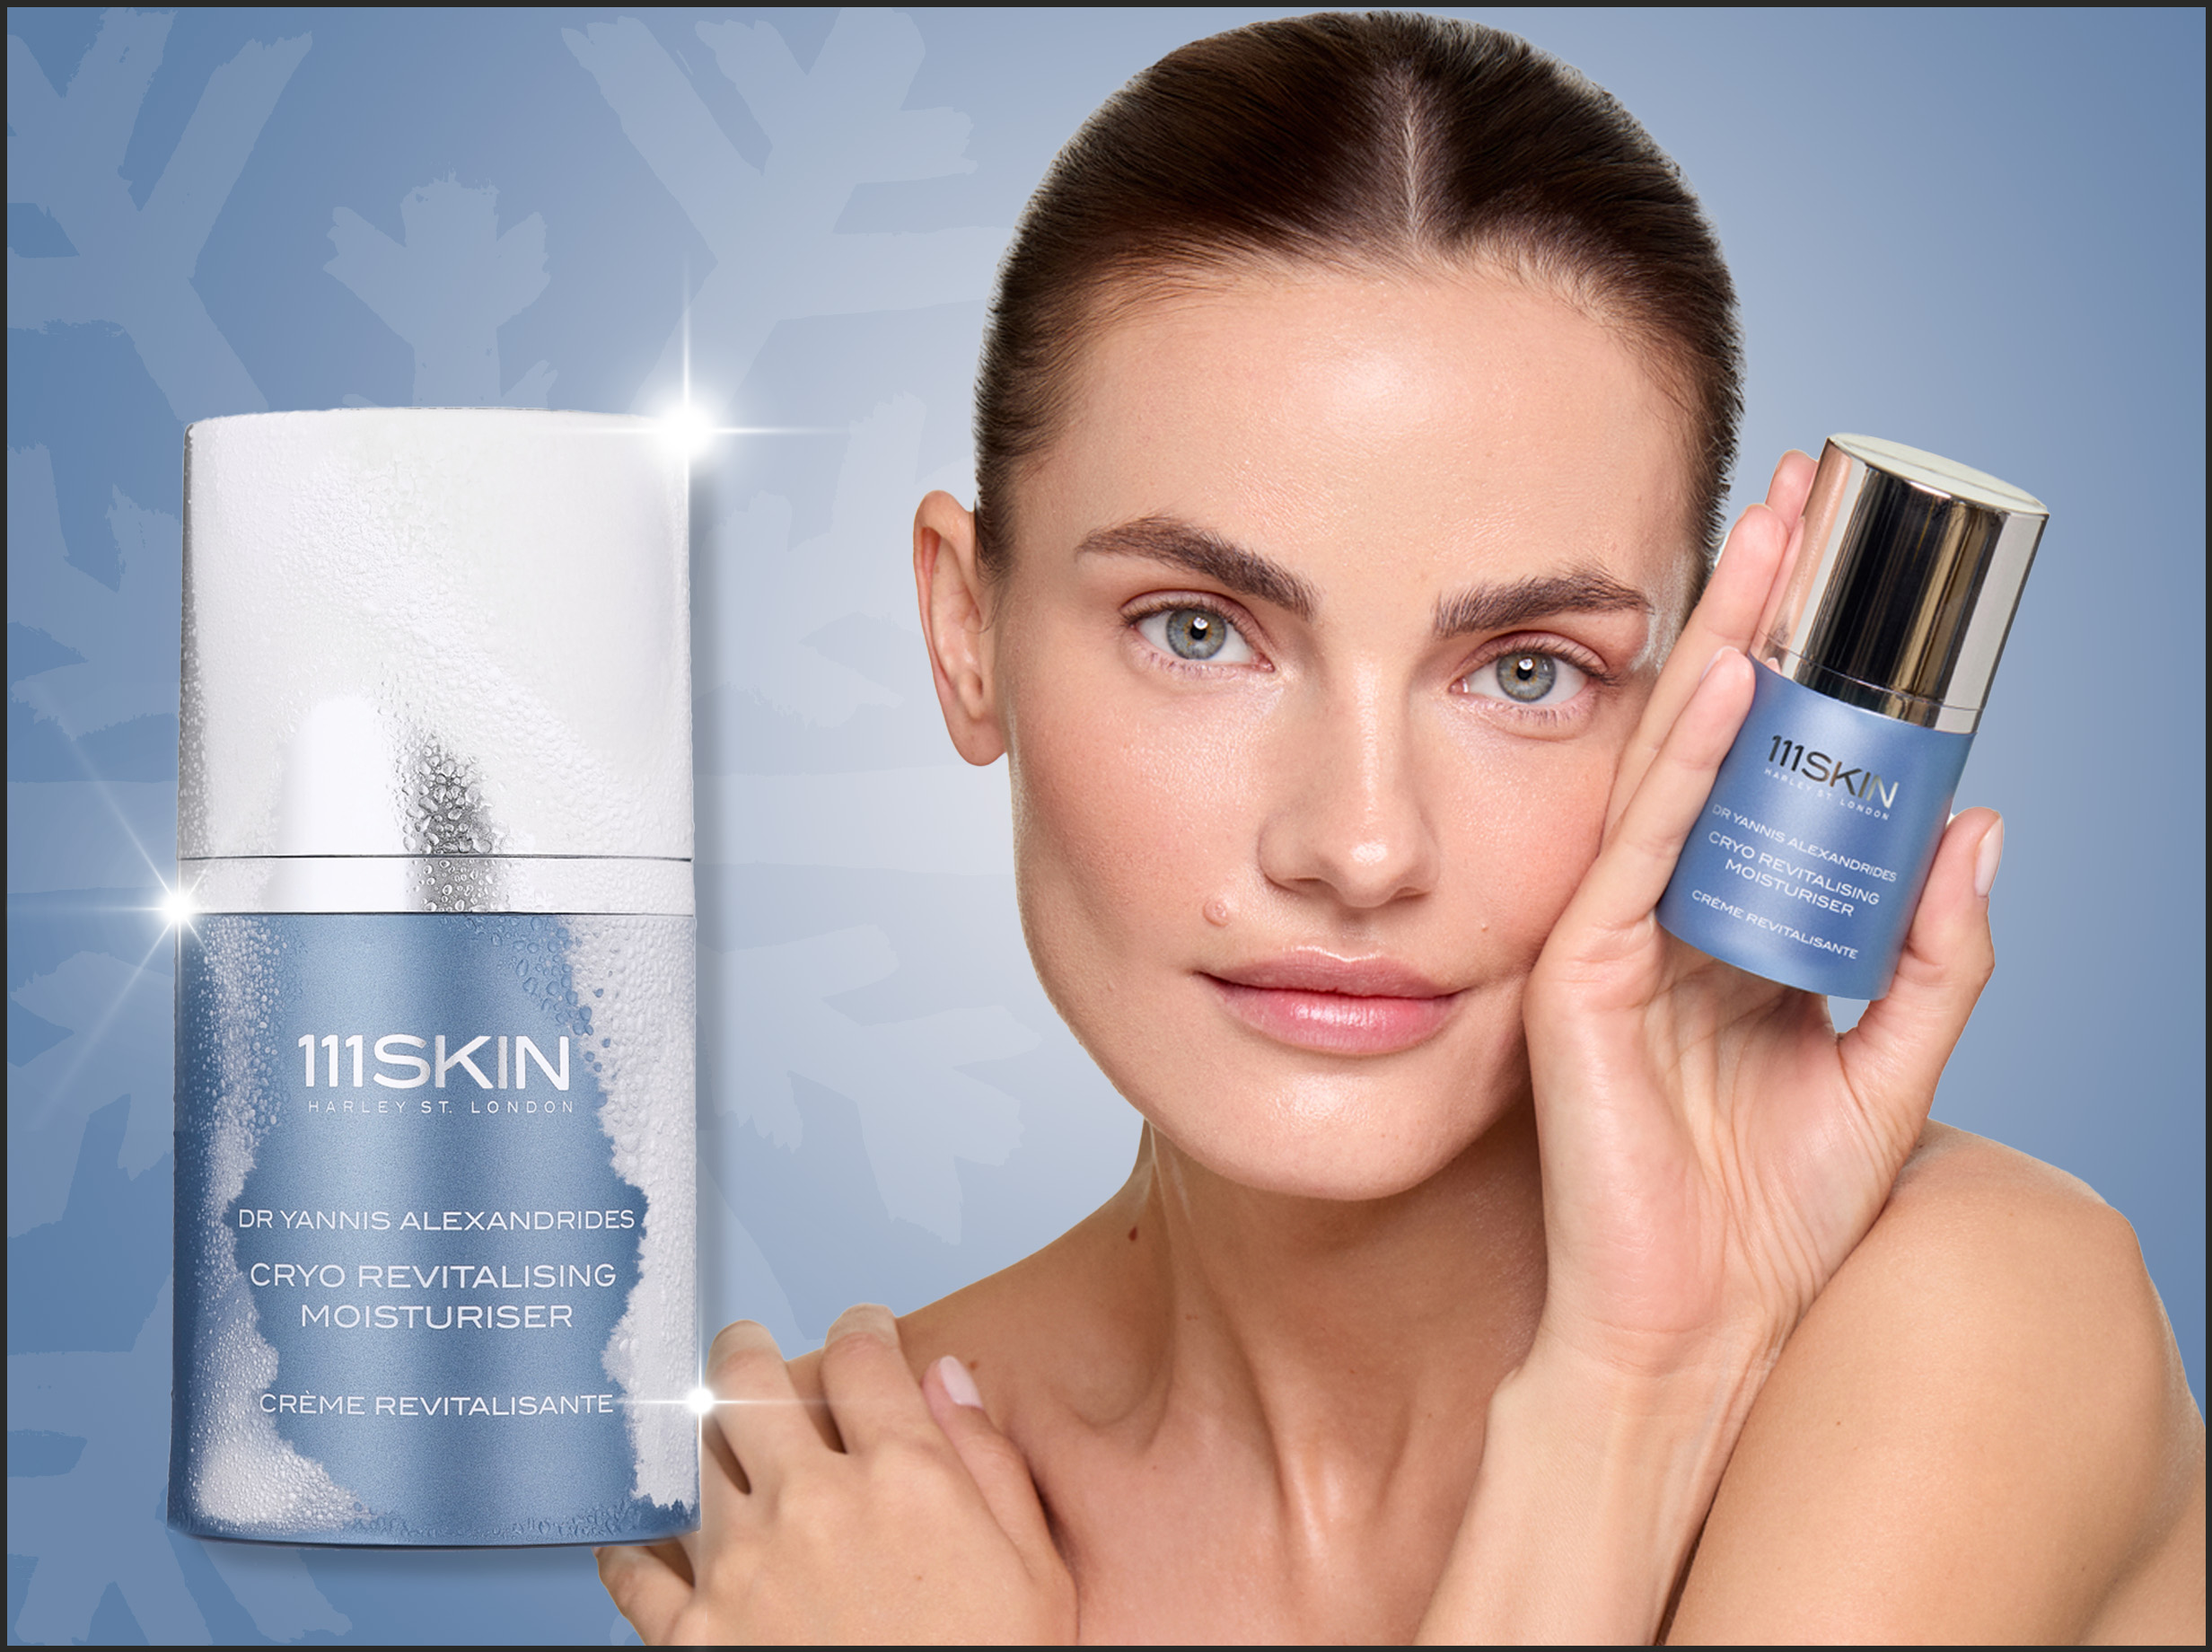 111SKIN
HARLEY ST. LONDON
DR YANNIS ALEXANDRIDES
CRYO REVITALISING
MOISTURISER
CRÈME REVITALISANTE
111SKIN
HARLEY ST. LONDON
DR YANNIS ALEXANDRIDES
CRYO REVITALISING
MOISTURISER
CRÈME REVITALISANTE